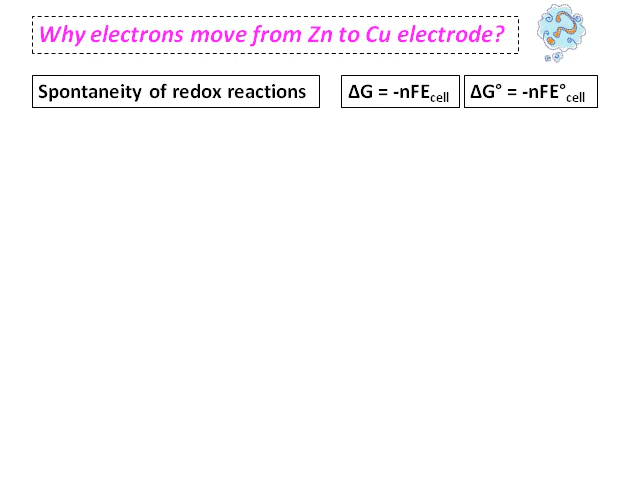 Why electrons move from Zn to Cu electrode?
Spontaneity of redox reactions
ΔG = -nFEcell
ΔG° = -nFE°cell